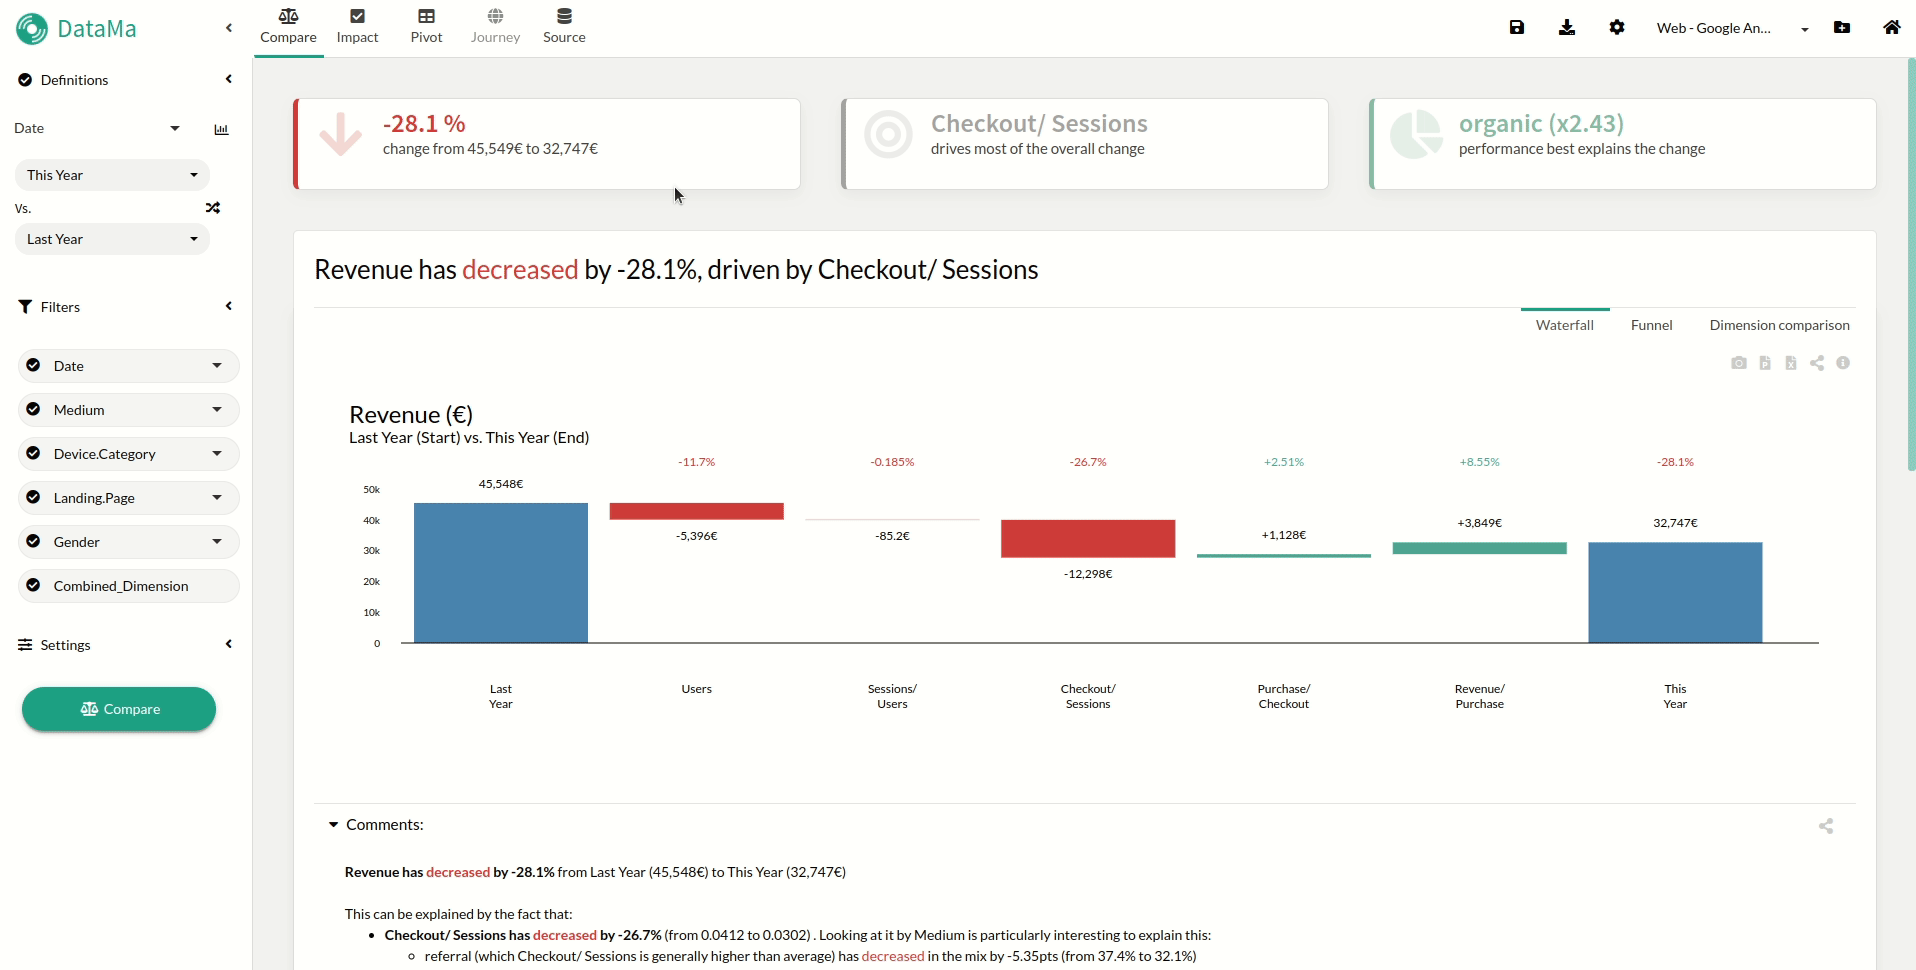 DataMa
Compare
Impact
Pivot
Journey
Source
Web - Google An...
Definitions
Date
This Year
Vs.
Last Year
Filters
Date
Medium
Device.Category
Landing.Page
Gender
Combined_Dimension
Settings
Compare
-28.1 %
change from 45,549€ to 32,747€
Checkout/ Sessions
drives most of the overall change
organic (x2.43)
performance best explains the change
Revenue has decreased by -28.1%, driven by Checkout/ Sessions
Waterfall
Funnel
Dimension comparison
Revenue (€)
Last Year (Start) vs. This Year (End)
-11.7%
-0.185%
-26.7%
+2.51%
+8.55%
-28.1%
50k
40k
30k
20k
10k
0
45,548€
-5,396€
-85.2€
-12,298€
+1,128€
+3,849€
32,747€
Last
Year
Users
Sessions/
Users
Checkout/
Sessions
Purchase/
Checkout
Revenue/
Purchase
This
Year
Comments:
Revenue has decreased by -28.1% from Last Year (45,548€) to This Year (32,747€)
This can be explained by the fact that:
Checkout/ Sessions has decreased by -26.7% (from 0.0412 to 0.0302) . Looking at it by Medium is particularly interesting to explain this:
referral (which Checkout/ Sessions is generally higher than average) has decreased in the mix by -5.35pts (from 37.4% to 32.1%)